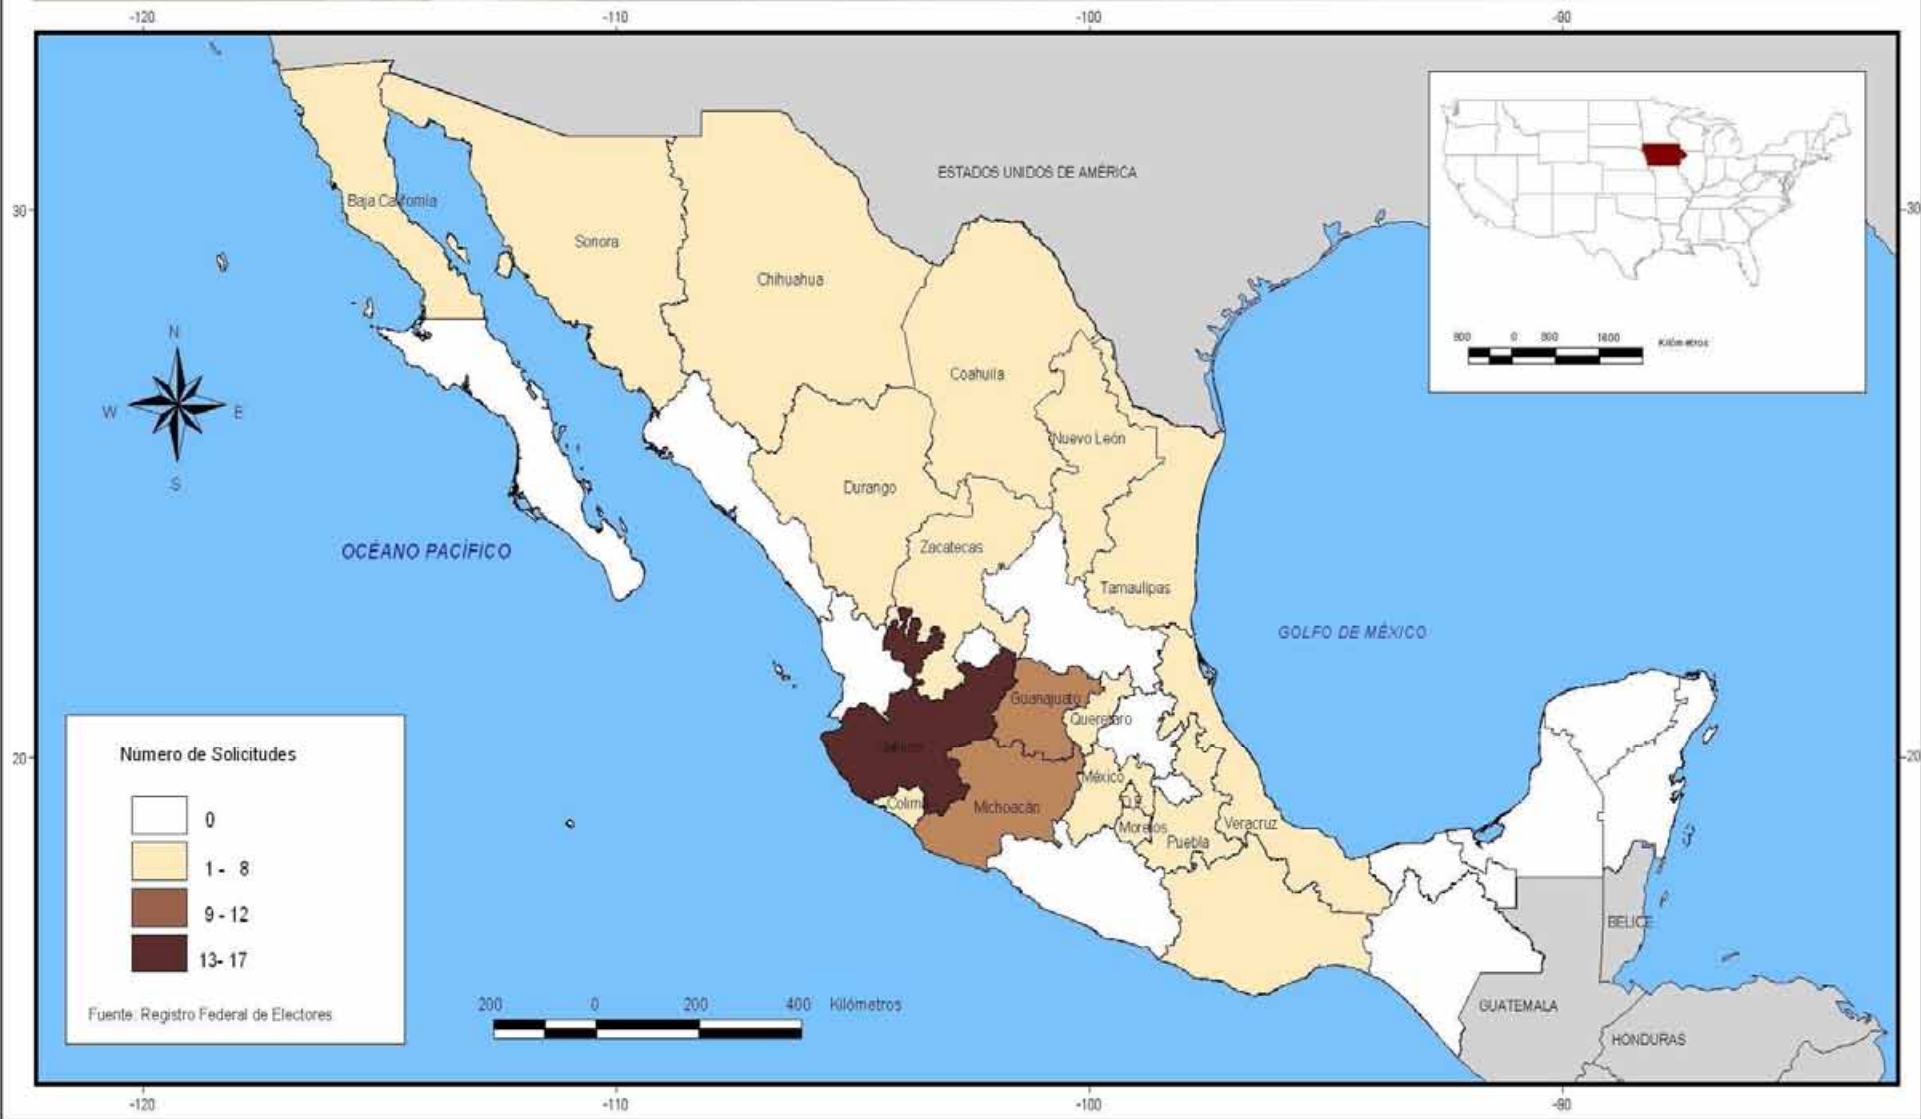 -120 -110 -100 -90
ESTADOS UNIDOS DE AMÉRICA
30 -30
Baja California
Sonora
Chihuahua
800 0 800 1600 Kilómetros
N
W E
S
Coahuila
Nuevo León
Durango
OCÉANO PACÍFICO
Zacatecas
Tamaulipas
GOLFO DE MÉXICO
Guanajuato
Queretaro
20 -20
México
Colima
Michoacán
D.F.
Morelos
Veracruz
Puebla
Número de Solicitudes
0
1 - 8
9 - 12
13- 17
Fuente: Registro Federal de Electores
200 0 200 400 Kilómetros
BELICE
GUATEMALA
HONDURAS
-120 -110 -100 -90